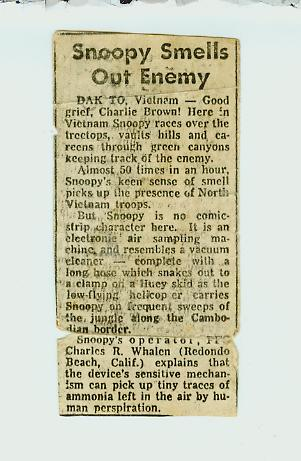 Snoopy Smells
Out Enemy
DAK TO, Vietnam — Good
grief, Charlie Brown! Here in
Vietnam Snoopy races over the
treetops, vaults hills and ca-
reens through green canyons
keeping track of the enemy.
Almost 50 times in an hour,
Snoopy's keen sense of smell
picks up the presence of North
Vietnam troops.
But Snoopy is no comic-
strip character here. It is an
electronic air sampling ma-
chine, and resembles a vacuum
cleaner — complete with a
long hose which snakes out to
a clamp on a Huey skid as the
low-flying helicopter carries
Snoopy on frequent sweeps of
the jungle along the Cambo-
dian border.
Snoopy's operator, PFC
Charles R. Whalen (Redondo
Beach, Calif.) explains that
the device's sensitive mechan-
ism can pick up tiny traces of
ammonia left in the air by hu-
man perspiration.